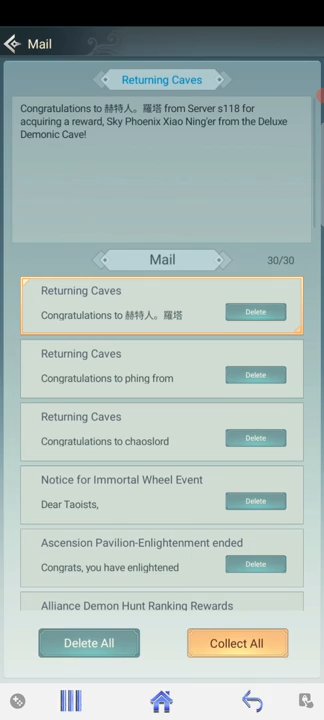 Mail
Returning Caves
Congratulations to 赫特人。羅塔 from Server s118 for
acquiring a reward, Sky Phoenix Xiao Ning'er from the Deluxe
Demonic Cave!
Mail
30/30
Returning Caves
Congratulations to 赫特人。羅塔
Delete
Returning Caves
Congratulations to phing from
Delete
Returning Caves
Congratulations to chaoslord
Delete
Notice for Immortal Wheel Event
Dear Taoists,
Delete
Ascension Pavilion-Enlightenment ended
Congrats, you have enlightened
Delete
Alliance Demon Hunt Ranking Rewards
Delete All
Collect All